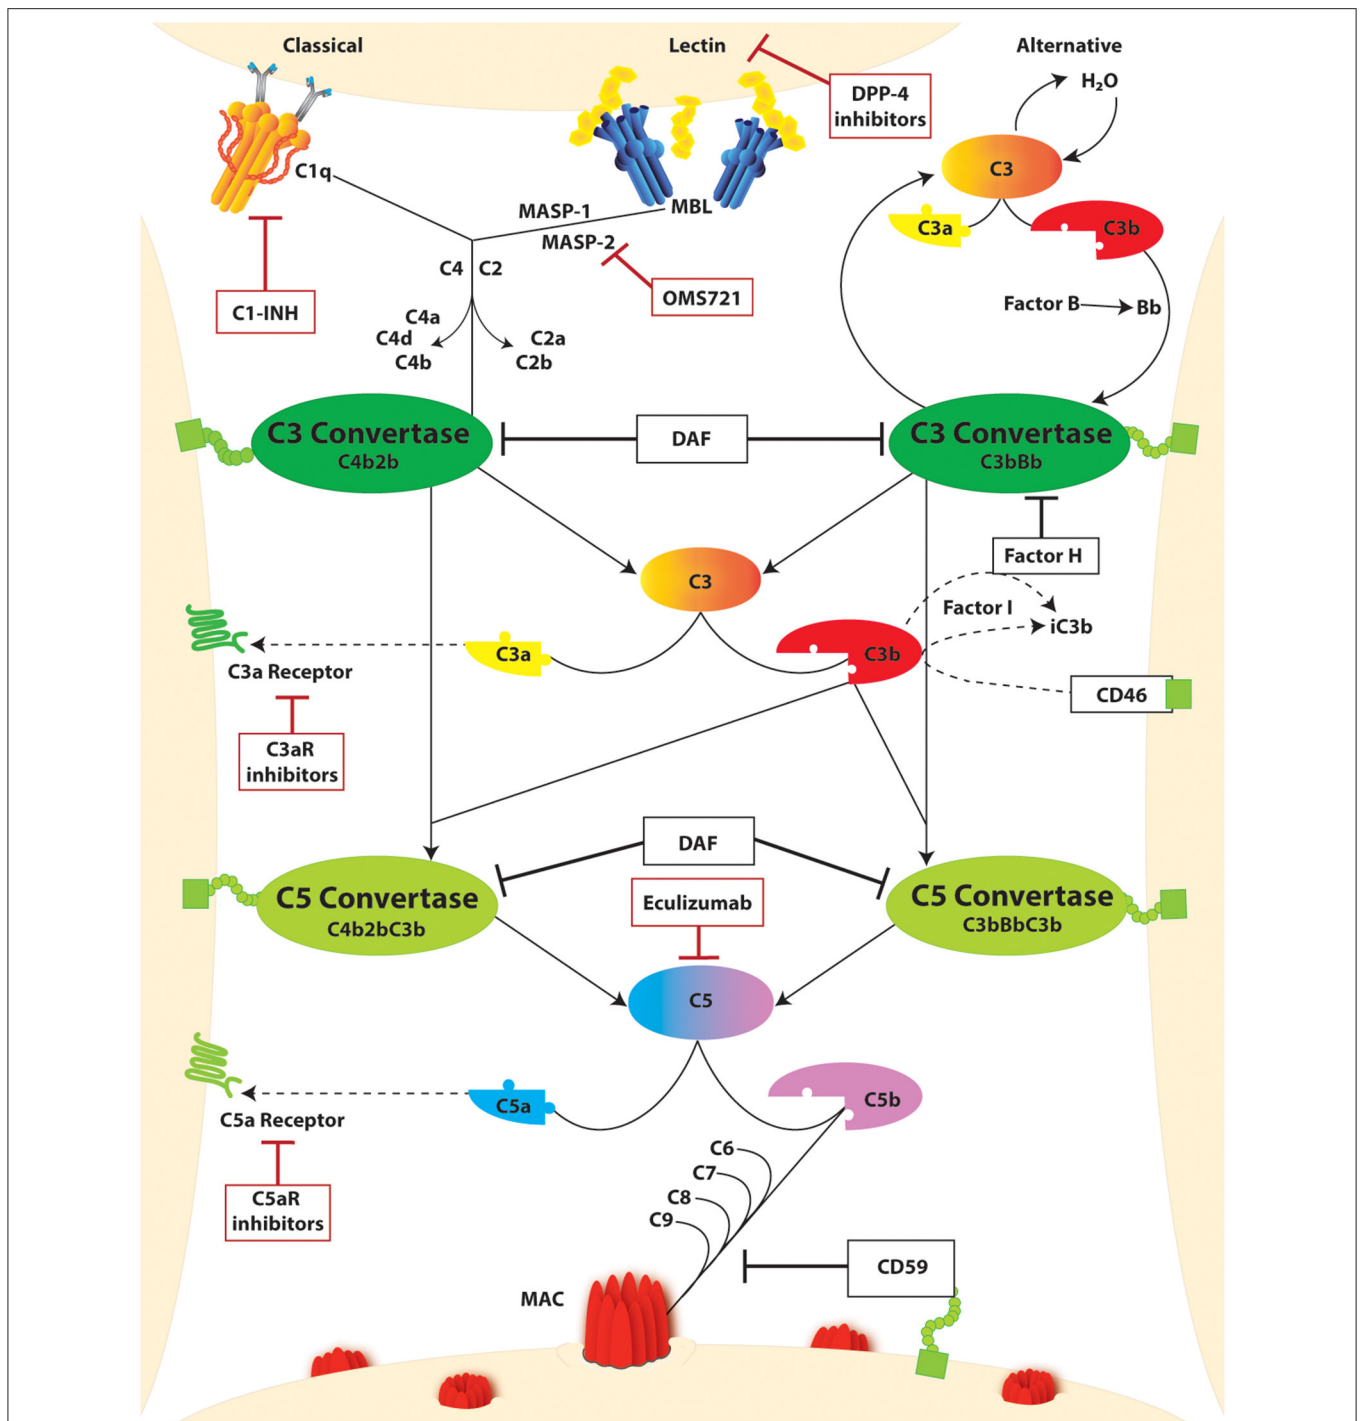 Classical
Lectin
Alternative
DPP-4
inhibitors
H₂O
C1q
C3
MASP-1
MBL
MASP-2
C3a
C3b
C4
C2
OMS721
C1-INH
Factor B
Bb
C4a
C4d
C4b
C2a
C2b
C3 Convertase
C4b2b
DAF
C3 Convertase
C3bBb
Factor H
C3
Factor I
iC3b
C3a
C3b
C3a Receptor
CD46
C3aR
inhibitors
DAF
C5 Convertase
C4b2bC3b
Eculizumab
C5 Convertase
C3bBbC3b
C5
C5a
C5b
C5a Receptor
C6
C7
C8
C9
C5aR
inhibitors
CD59
MAC